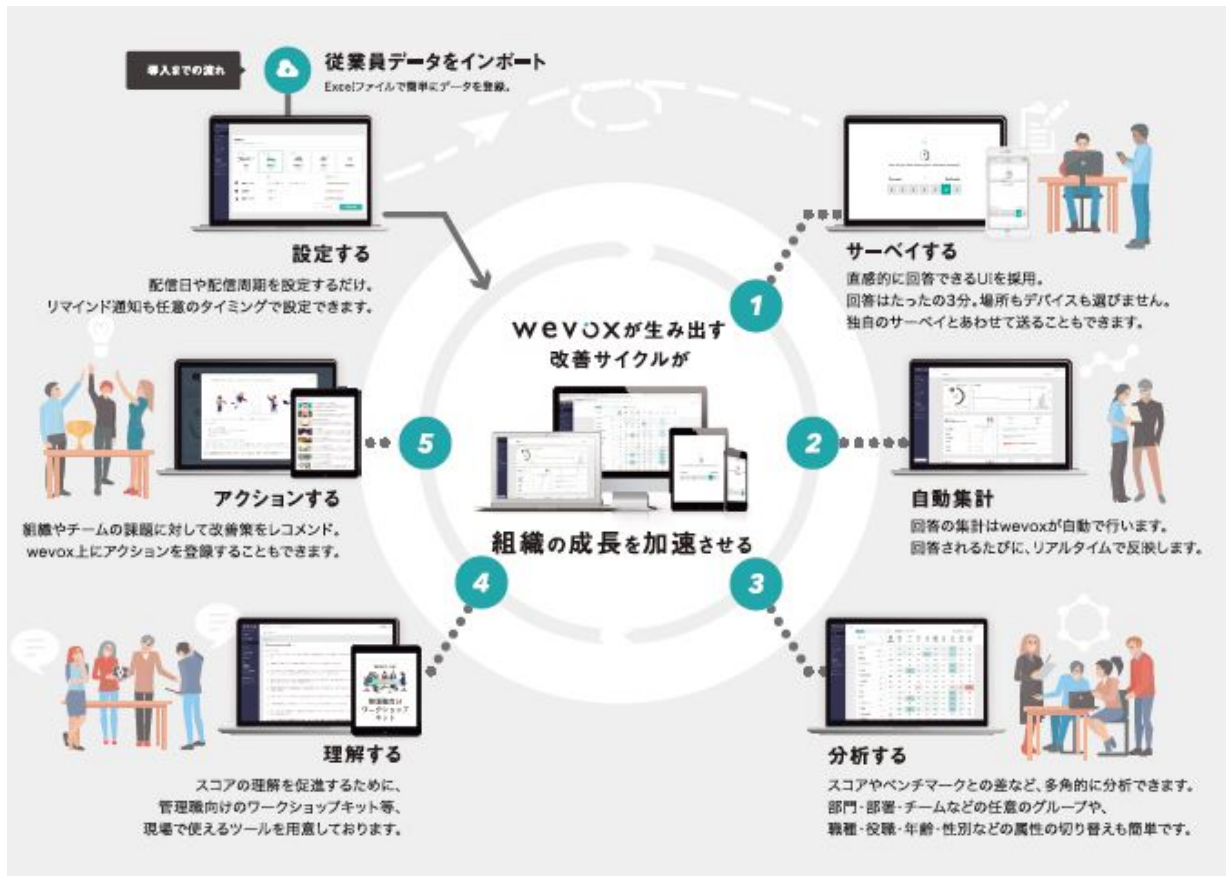 導入までの流れ
従業員データをインポート
Excelファイルで簡単にデータを登録。
設定する
配信日や配信周期を設定するだけ。
リマインド通知も任意のタイミングで設定できます。
wevoxが生み出す
改善サイクルが
組織の成長を加速させる
1
サーベイする
直感的に回答できるUIを採用。
回答はたったの3分。場所もデバイスも選びません。
独自のサーベイとあわせて送ることもできます。
2
自動集計
回答の集計はwevoxが自動で行います。
回答されるたびに、リアルタイムで反映します。
3
分析する
スコアやベンチマークとの差など、多角的に分析できます。
部門・部署・チームなどの任意のグループや、
職種・役職・年齢・性別などの属性の切り替えも簡単です。
4
管理職向け
ワークショップ
キット
理解する
スコアの理解を促進するために、
管理職向けのワークショップキット等、
現場で使えるツールを用意しております。
5
アクションする
組織やチームの課題に対して改善策をレコメンド。
wevox上にアクションを登録することもできます。